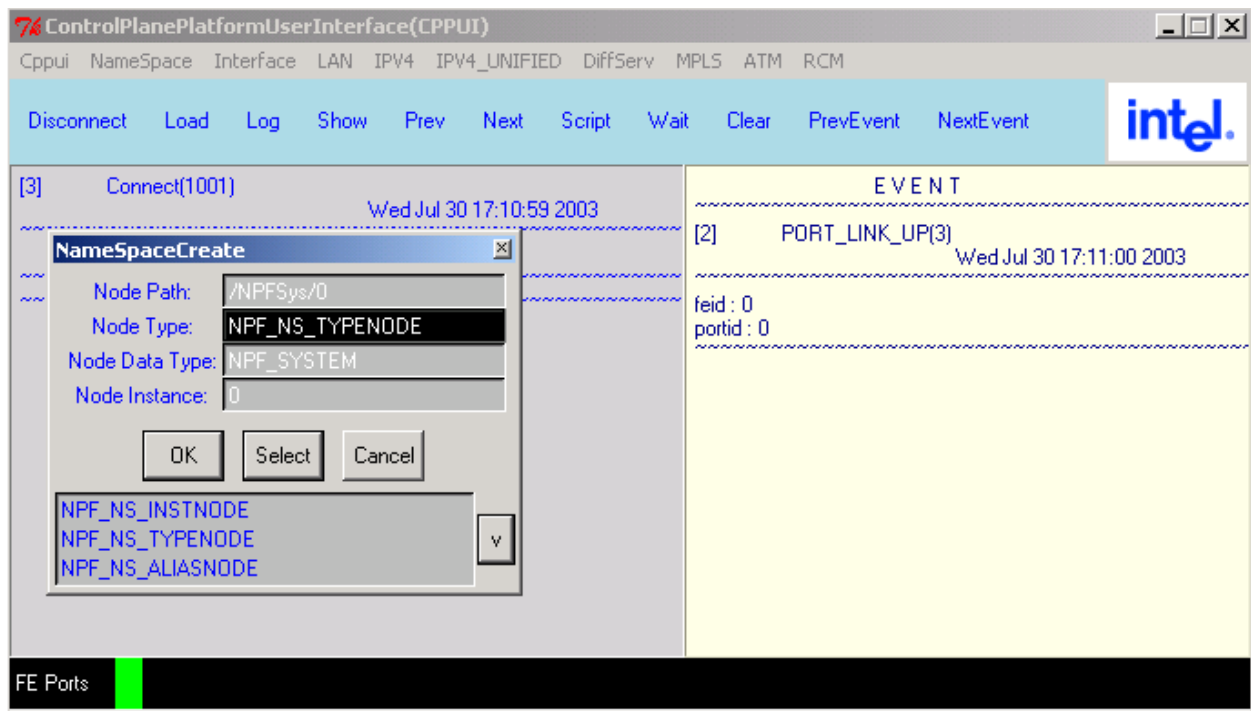 ControlPlanePlatformUserInterface(CPPUI)
Cppui NameSpace Interface LAN IPV4 IPV4_UNIFIED DiffServ MPLS ATM RCM
Disconnect Load Log Show Prev Next Script Wait Clear PrevEvent NextEvent
intel.
[3] Connect(1001)
Wed Jul 30 17:10:59 2003
NameSpaceCreate
Node Path: /NPFSys/0
Node Type: NPF_NS_TYPENODE
Node Data Type: NPF_SYSTEM
Node Instance: 0
OK Select Cancel
NPF_NS_INSTNODE
NPF_NS_TYPENODE
NPF_NS_ALIASNODE
v
E V E N T
[2] PORT_LINK_UP(3)
Wed Jul 30 17:11:00 2003
feid : 0
portid : 0
FE Ports